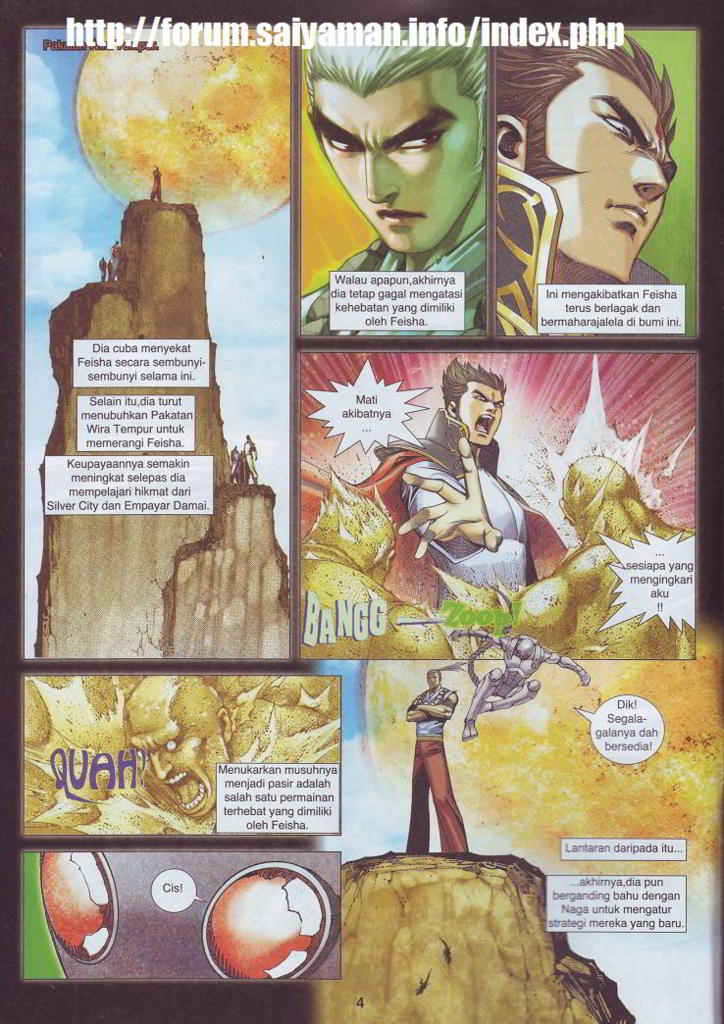 http://forum.saiyaman.info/index.php
Dia cuba menyekat
Feisha secara sembunyi-
sembunyi selama ini.
Selain itu,dia turut
menubuhkan Pakatan
Wira Tempur untuk
memerangi Feisha.
Keupayaannya semakin
meningkat selepas dia
mempelajari hikmat dari
Silver City dan Empayar Damai.
Walau apapun,akhirnya
dia tetap gagal mengatasi
kehebatan yang dimiliki
oleh Feisha.
Ini mengakibatkan Feisha
terus berlagak dan
bermaharajalela di bumi ini.
Mati
akibatnya
...
...
sesiapa yang
mengingkari
aku
!!
BANGG
Zoop!
QUAH!
Menukarkan musuhnya
menjadi pasir adalah
salah satu permainan
terhebat yang dimiliki
oleh Feisha.
Dik!
Segala-
galanya dah
bersedia!
Cis!
Lantaran daripada itu...
...akhirnya,dia pun
berganding bahu dengan
Naga untuk mengatur
strategi mereka yang baru.
4